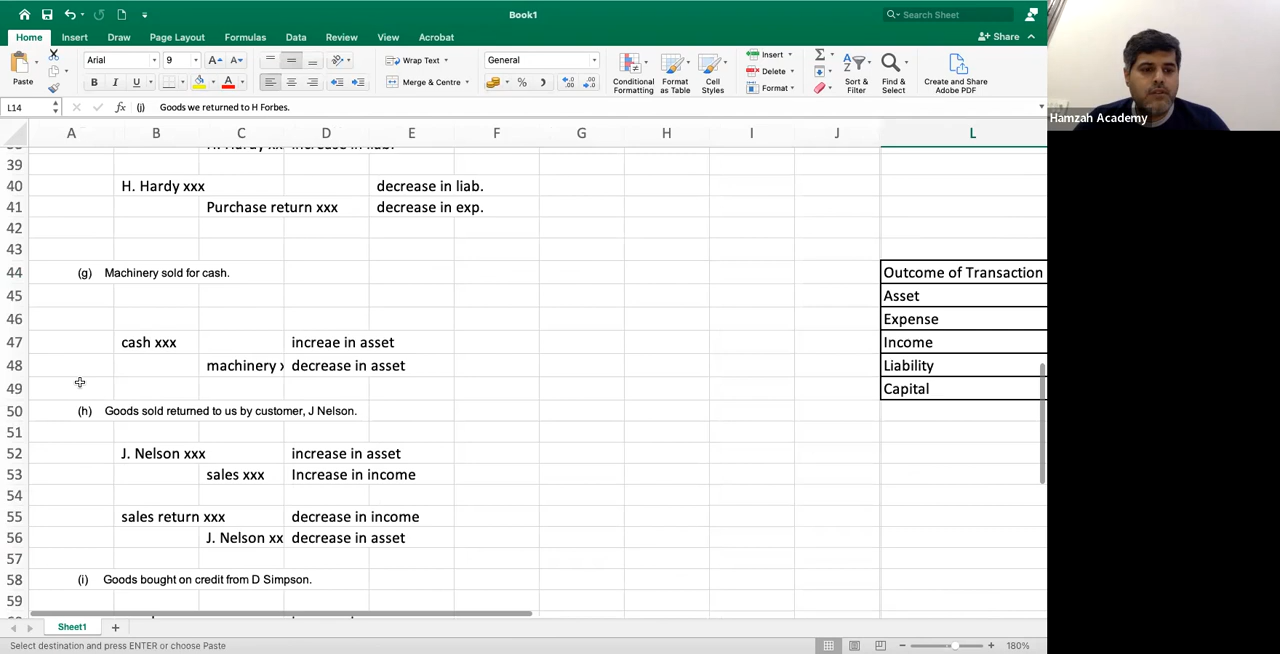 Book1
Search Sheet
Home Insert Draw Page Layout Formulas Data Review View Acrobat
Share
Paste
Arial 9
Wrap Text
General
Insert
Delete
Format
B I U
Merge & Centre
Conditional Formatting
Format as Table
Cell Styles
Sort & Filter
Find & Select
Create and Share Adobe PDF
L14 fx (j) Goods we returned to H Forbes.
Hamzah Academy
A B C D E F G H I J L
39
40 H. Hardy xxx decrease in liab.
41 Purchase return xxx decrease in exp.
42
43
44 (g) Machinery sold for cash. Outcome of Transaction
45 Asset
46 Expense
47 cash xxx increae in asset Income
48 machinery x decrease in asset Liability
49 Capital
50 (h) Goods sold returned to us by customer, J Nelson.
51
52 J. Nelson xxx increase in asset
53 sales xxx Increase in income
54
55 sales return xxx decrease in income
56 J. Nelson xx decrease in asset
57
58 (i) Goods bought on credit from D Simpson.
59
Sheet1
Select destination and press ENTER or choose Paste
180%